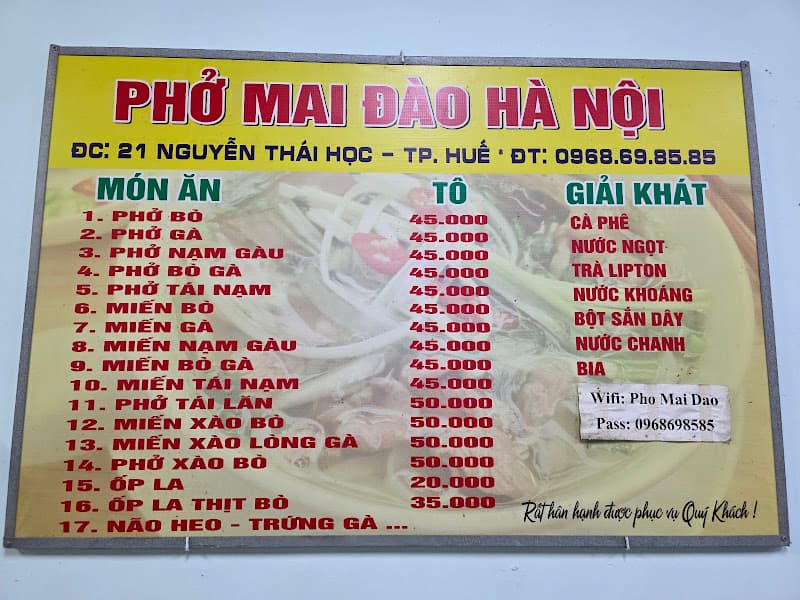 PHỞ MAI ĐÀO HÀ NỘI
ĐC: 21 NGUYỄN THÁI HỌC - TP. HUẾ * ĐT: 0968.69.85.85
MÓN ĂN TÔ
1. PHỞ BÒ 45.000
2. PHỞ GÀ 45.000
3. PHỞ NẠM GÀU 45.000
4. PHỞ BÒ GÀ 45.000
5. PHỞ TÁI NẠM 45.000
6. MIẾN BÒ 45.000
7. MIẾN GÀ 45.000
8. MIẾN NẠM GÀU 45.000
9. MIẾN BÒ GÀ 45.000
10. MIẾN TÁI NẠM 45.000
11. PHỞ TÁI LĂN 50.000
12. MIẾN XÀO BÒ 50.000
13. MIẾN XÀO LÒNG GÀ 50.000
14. PHỞ XÀO BÒ 50.000
15. ỐP LA 20.000
16. ỐP LA THỊT BÒ 35.000
17. NÃO HEO - TRỨNG GÀ ...
GIẢI KHÁT
CÀ PHÊ
NƯỚC NGỌT
TRÀ LIPTON
NƯỚC KHOÁNG
BỘT SẮN DÂY
NƯỚC CHANH
BIA
Wifi: Pho Mai Dao
Pass: 0968698585
Rất hân hạnh được phục vụ Quý Khách !